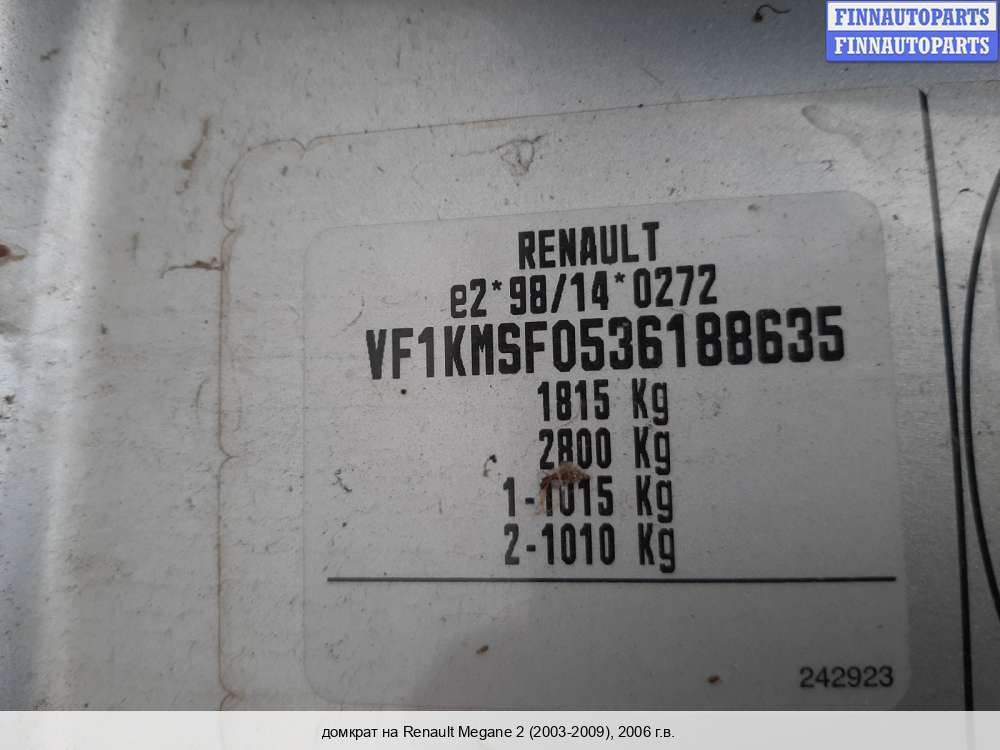 FINNAUTOPARTS
FINNAUTOPARTS
RENAULT
e2*98/14*0272
VF1KMSF0536188635
1815 Kg
2800 Kg
1-1015 Kg
2-1010 Kg
242923
домкрат на Renault Megane 2 (2003-2009), 2006 г.в.